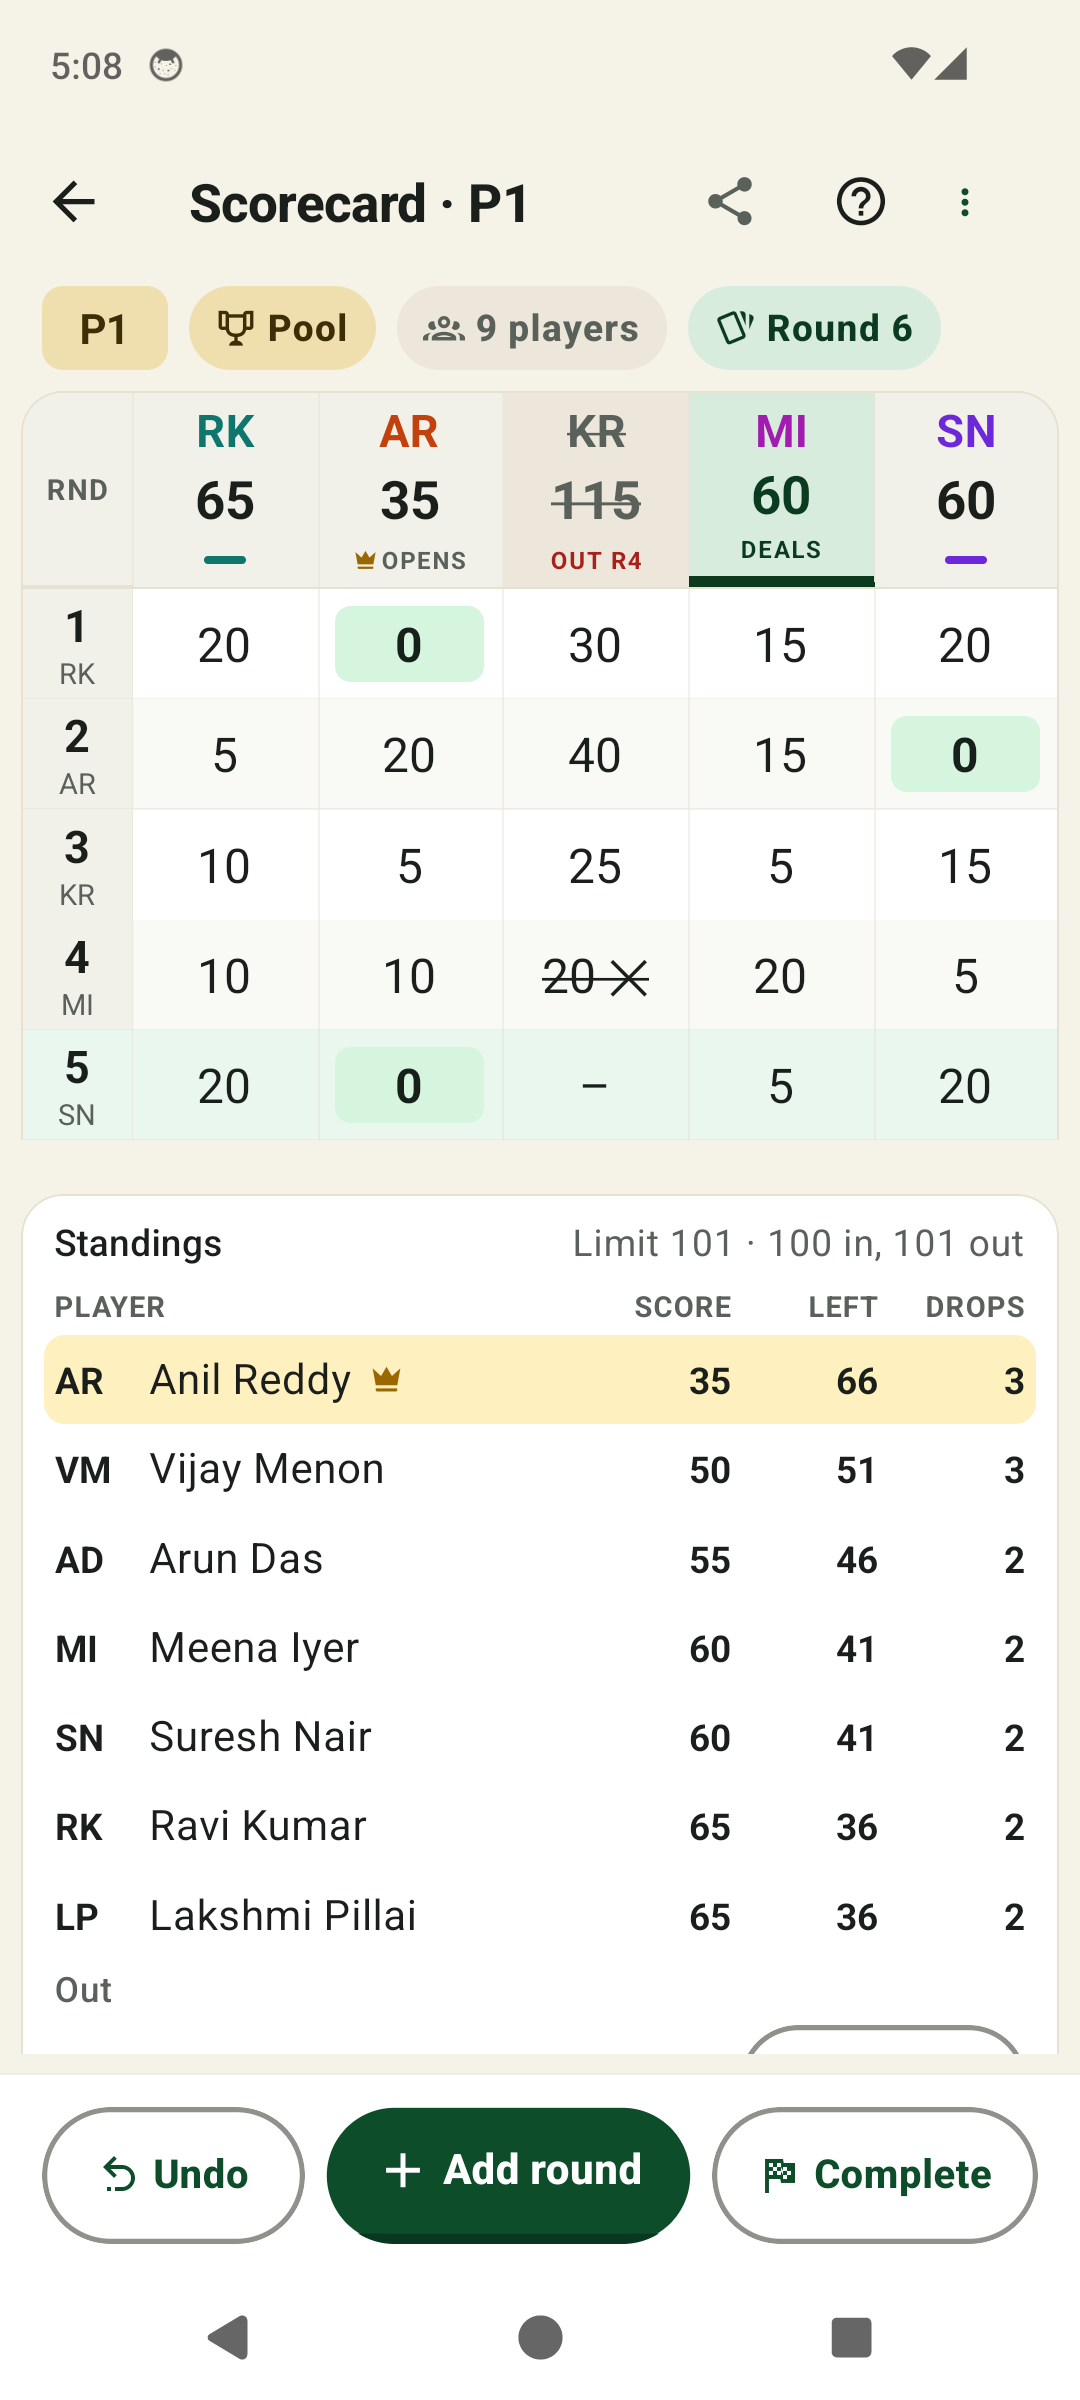 5:08
Scorecard · P1
P1 Pool 9 players Round 6
RND RK AR KR MI SN
65 35 115 60 60
OPENS OUT R4 DEALS
1 20 0 30 15 20
RK
2 5 20 40 15 0
AR
3 10 5 25 5 15
KR
4 10 10 20 20 5
MI
5 20 0 – 5 20
SN
Standings Limit 101 · 100 in, 101 out
PLAYER SCORE LEFT DROPS
AR Anil Reddy 35 66 3
VM Vijay Menon 50 51 3
AD Arun Das 55 46 2
MI Meena Iyer 60 41 2
SN Suresh Nair 60 41 2
RK Ravi Kumar 65 36 2
LP Lakshmi Pillai 65 36 2
Out
Undo Add round Complete